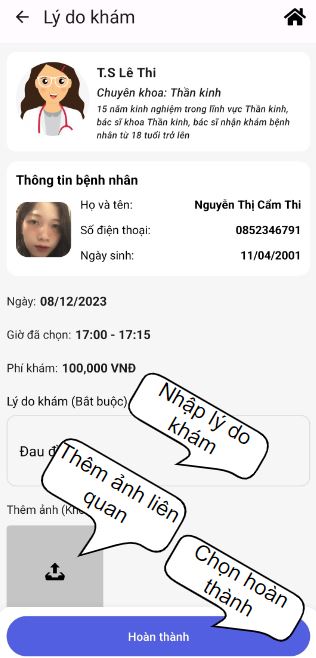 Lý do khám
T.S Lê Thi
Chuyên khoa: Thần kinh
15 năm kinh nghiệm trong lĩnh vực Thần kinh,
bác sĩ khoa Thần kinh, bác sĩ nhận khám bệnh
nhân từ 18 tuổi trở lên
Thông tin bệnh nhân
Họ và tên: Nguyễn Thị Cẩm Thi
Số điện thoại: 0852346791
Ngày sinh: 11/04/2001
Ngày: 08/12/2023
Giờ đã chọn: 17:00 - 17:15
Phí khám: 100,000 VNĐ
Lý do khám (Bắt buộc)
Nhập lý do
khám
Đau
Thêm ảnh liên
quan
Thêm ảnh
Chọn hoàn
thành
Hoàn thành